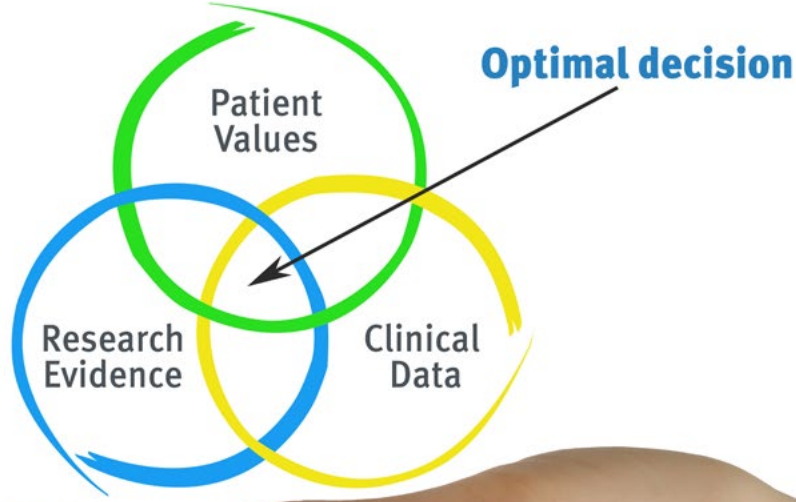 Optimal decision
Patient
Values
Research
Evidence
Clinical
Data